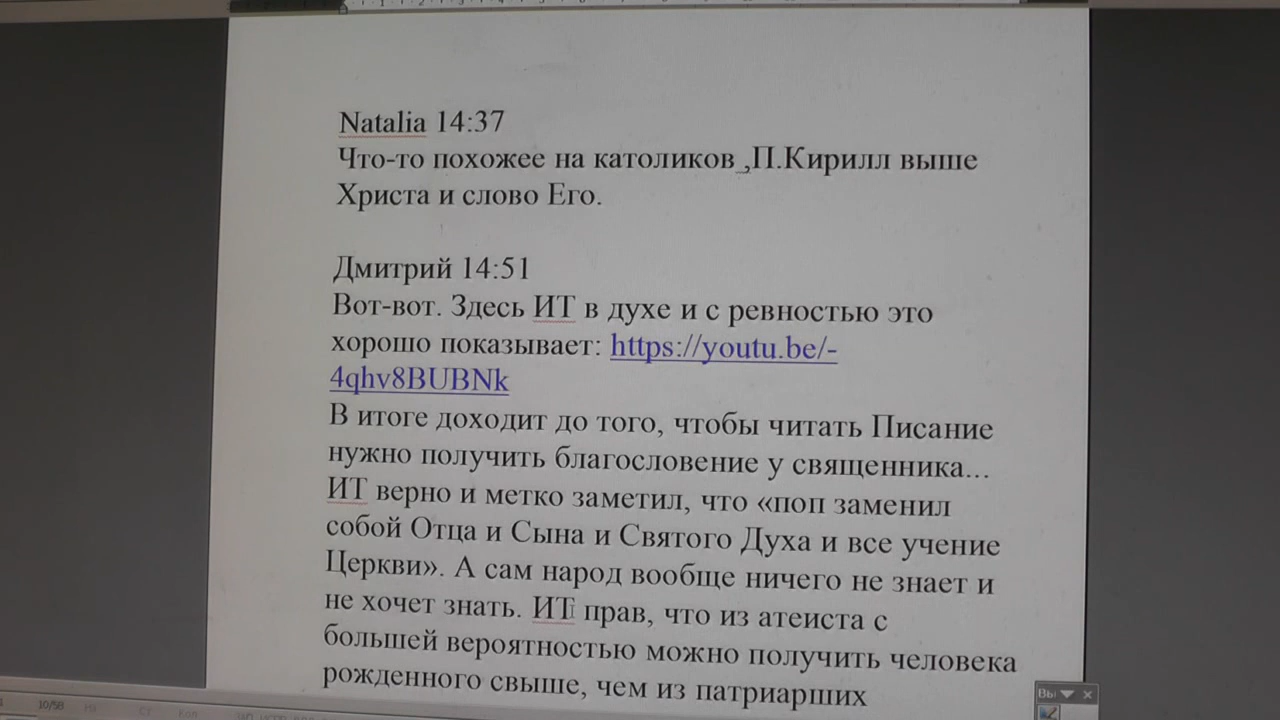 Natalia 14:37
Что-то похожее на католиков ,П.Кирилл выше
Христа и слово Его.
Дмитрий 14:51
Вот-вот. Здесь ИТ в духе и с ревностью это
хорошо показывает: https://youtu.be/-
4qhv8BUBNk
В итоге доходит до того, чтобы читать Писание
нужно получить благословение у священника...
ИТ верно и метко заметил, что «поп заменил
собой Отца и Сына и Святого Духа и все учение
Церкви». А сам народ вообще ничего не знает и
не хочет знать. ИТ прав, что из атеиста с
большей вероятностью можно получить человека
рожденного свыше, чем из патриарших
10/58
Вы